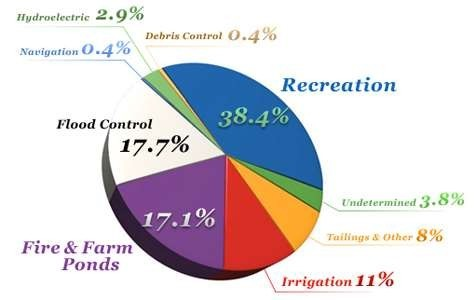 Hydroelectric 2.9%
Debris Control 0.4%
Navigation 0.4%
Recreation
38.4%
Flood Control
17.7%
Undetermined 3.8%
17.1%
Tailings & Other 8%
Fire & Farm
Ponds
Irrigation 11%